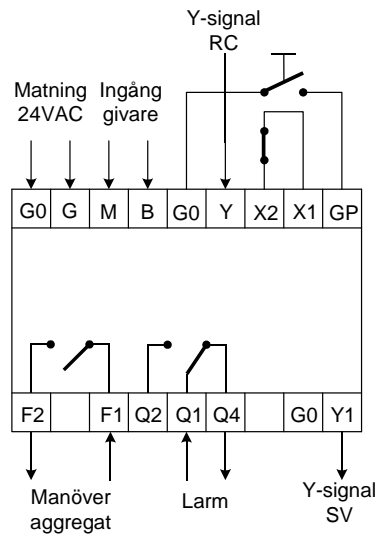 Y-signal
RC
Matning
24VAC
Ingång
givare
G0 G M B G0 Y X2 X1 GP
F2 F1 Q2 Q1 Q4 G0 Y1
Manöver
aggregat
Larm
Y-signal
SV